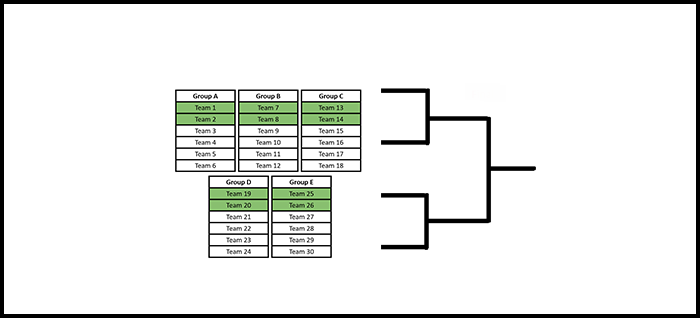 Group A Group B Group C
Team 1 Team 7 Team 13
Team 2 Team 8 Team 14
Team 3 Team 9 Team 15
Team 4 Team 10 Team 16
Team 5 Team 11 Team 17
Team 6 Team 12 Team 18
Group D Group E
Team 19 Team 25
Team 20 Team 26
Team 21 Team 27
Team 22 Team 28
Team 23 Team 29
Team 24 Team 30